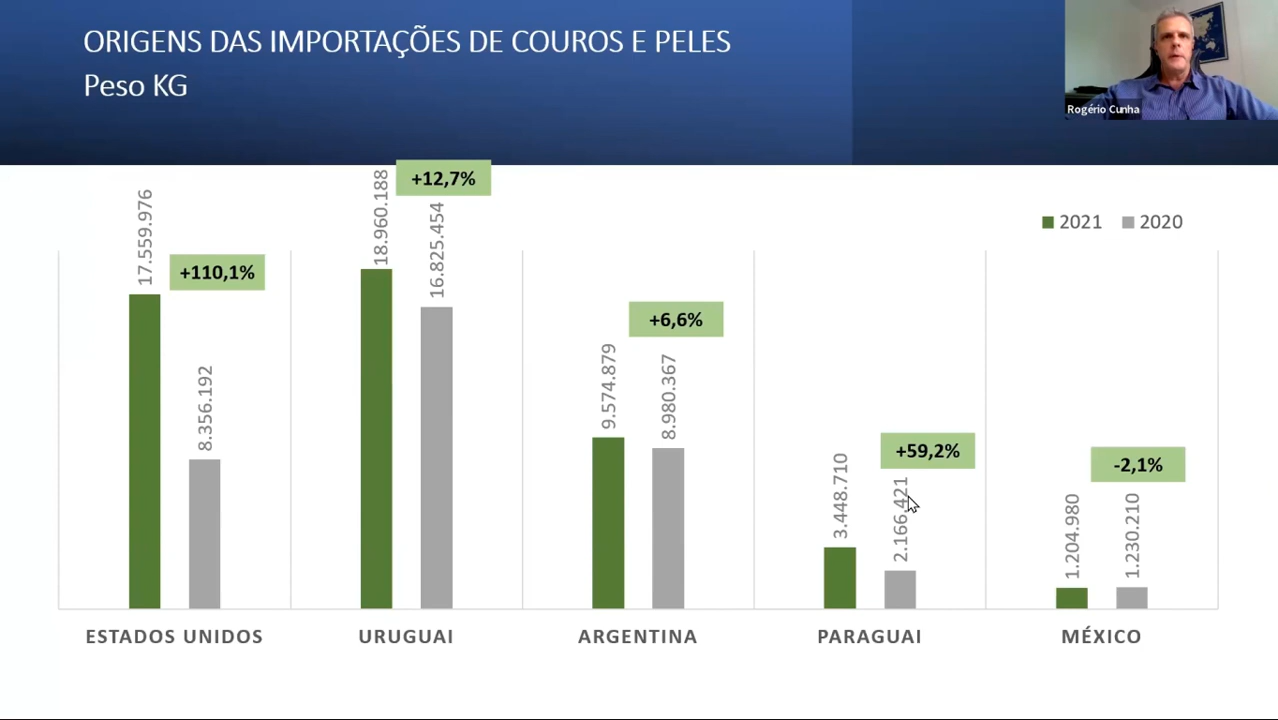 ORIGENS DAS IMPORTAÇÕES DE COUROS E PELES
Peso KG
Rogério Cunha
2021
2020
17.559.976
+110,1%
8.356.192
18.960.188
+12,7%
16.825.454
9.574.879
+6,6%
8.980.367
3.448.710
+59,2%
2.166.421
1.204.980
-2,1%
1.230.210
ESTADOS UNIDOS
URUGUAI
ARGENTINA
PARAGUAI
MÉXICO